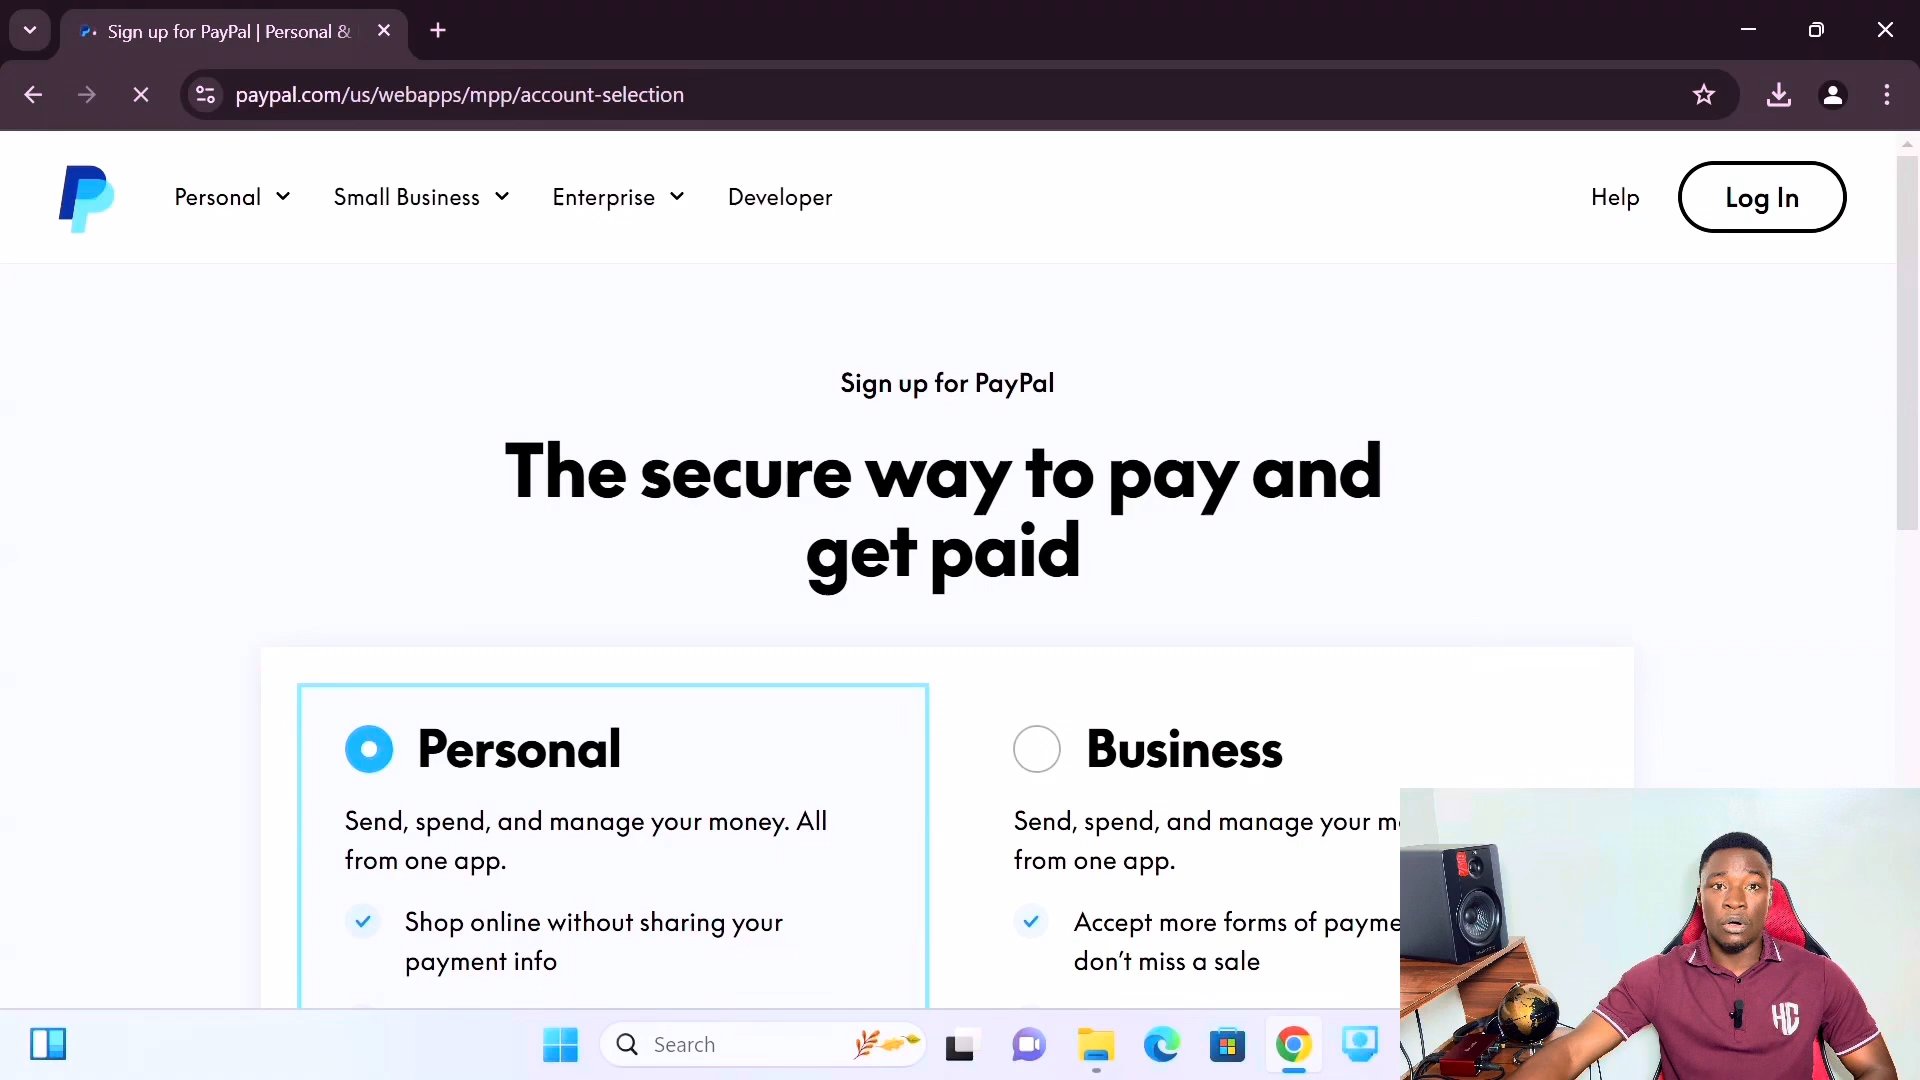 Sign up for PayPal | Personal &
paypal.com/us/webapps/mpp/account-selection
Personal
Small Business
Enterprise
Developer
Help
Log In
Sign up for PayPal
The secure way to pay and
get paid
Personal
Send, spend, and manage your money. All
from one app.
Shop online without sharing your
payment info
Business
Send, spend, and manage your m
from one app.
Accept more forms of payme
don’t miss a sale
Search
HC